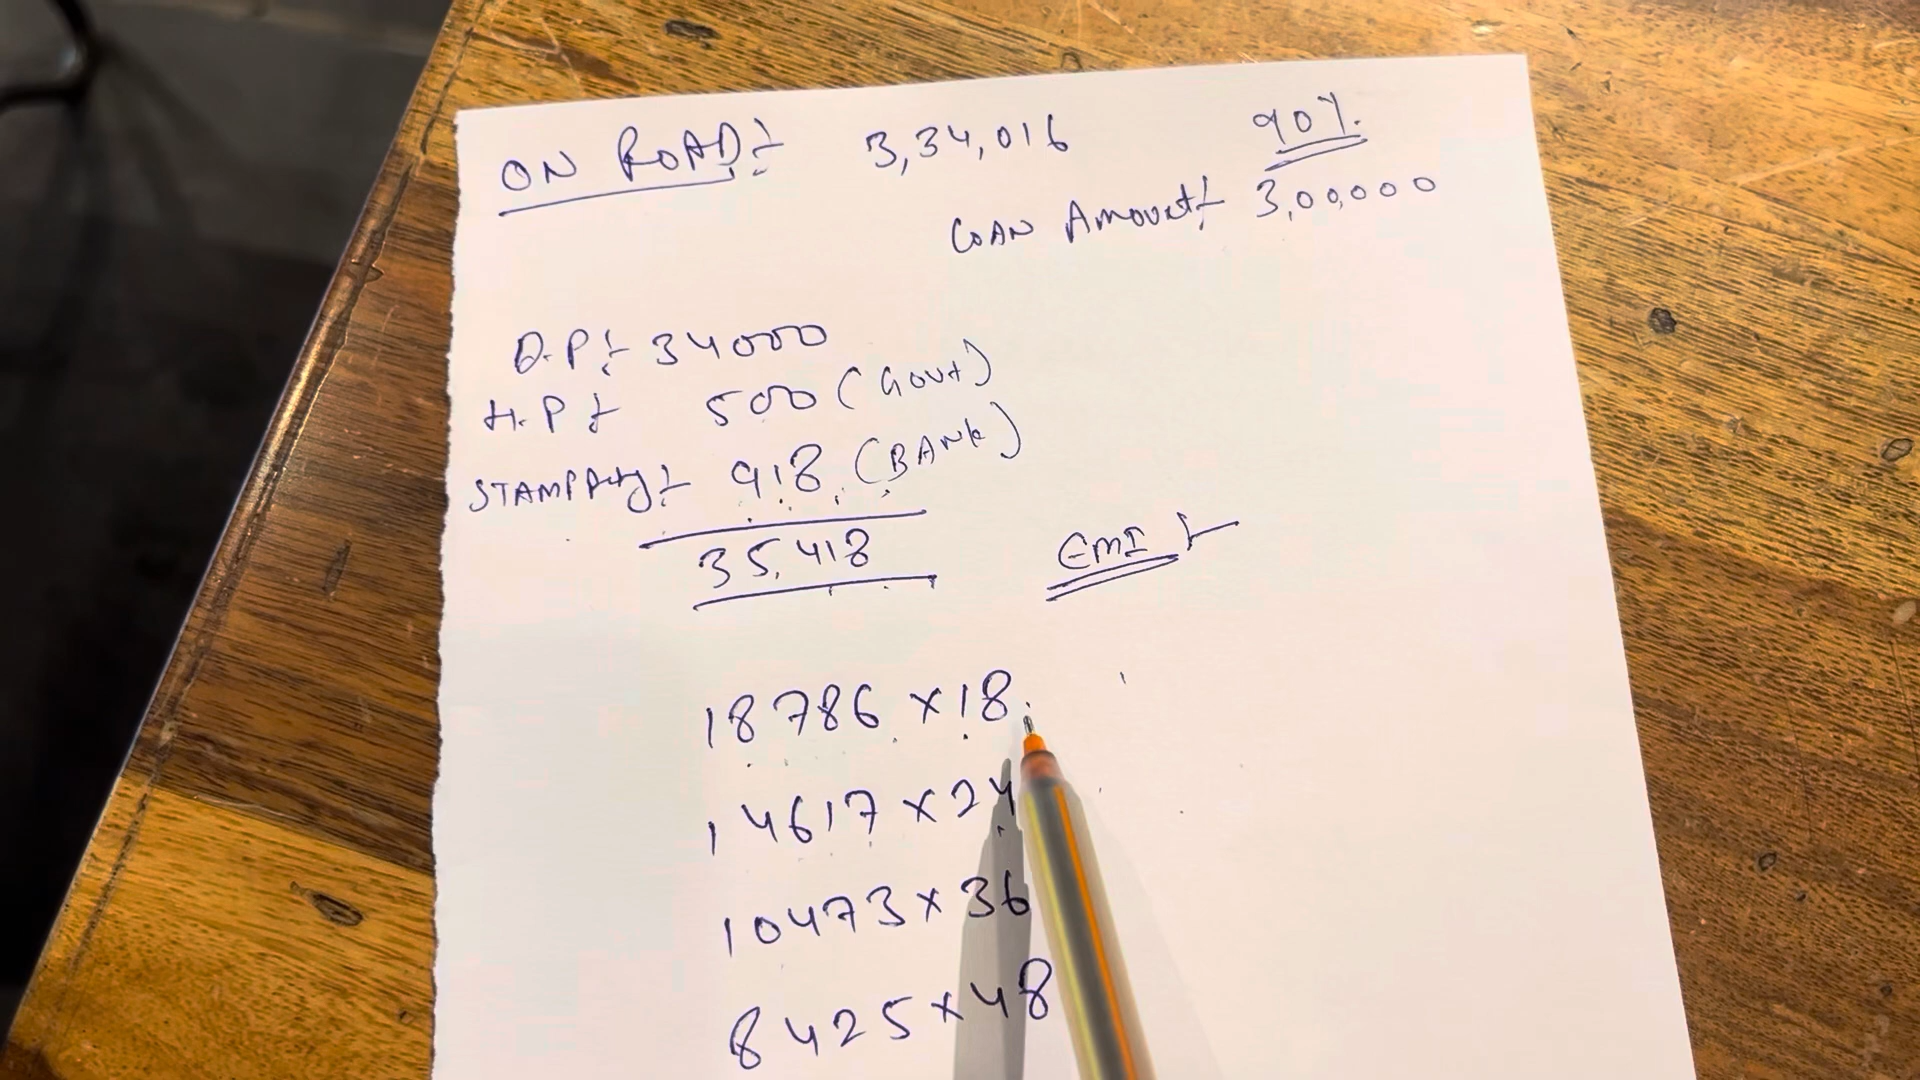 ON ROAD:- 3,34,016 90%.
LOAN Amount:- 3,00,000
D.P:- 34000
H.P:- 500 (Govt)
STAMPDuty:- 918 (BANK)
35,418
EMI :-
18786 x 18
14617 x 24
10473 x 36
8425 x 48